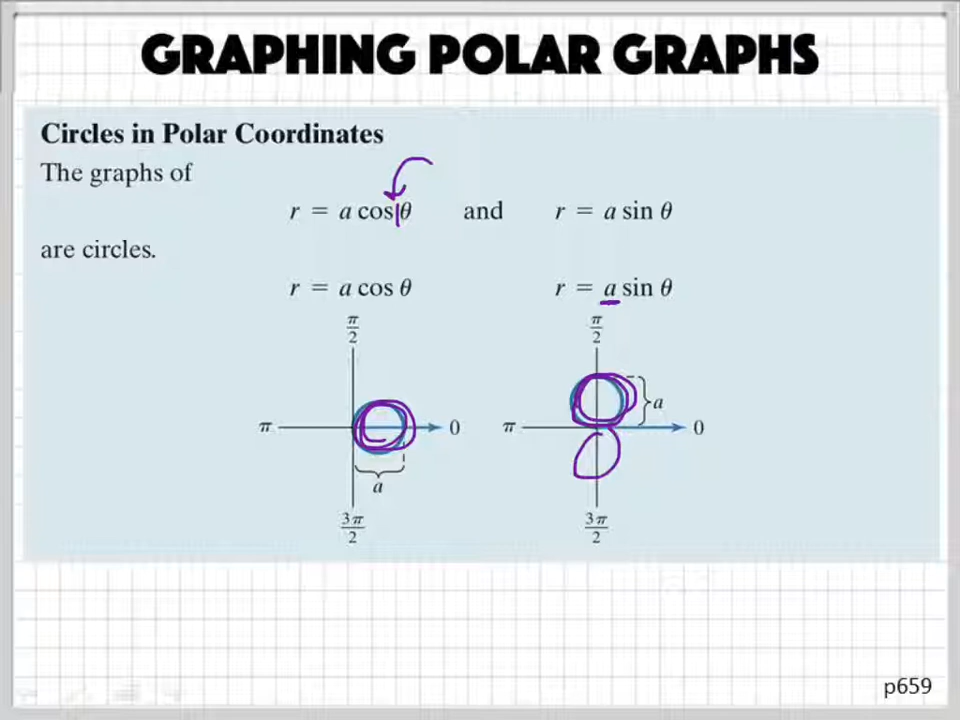 GRAPHING POLAR GRAPHS
Circles in Polar Coordinates
The graphs of
r = a cos θ and r = a sin θ
are circles.
r = a cos θ r = a sin θ
π/2 π/2
a
π 0 π 0
a
3π/2 3π/2
p659